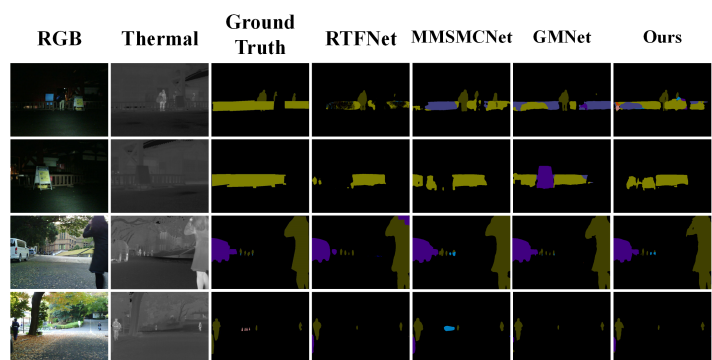 RGB
Thermal
Ground
Truth
RTFNet
MMSMCNet
GMNet
Ours